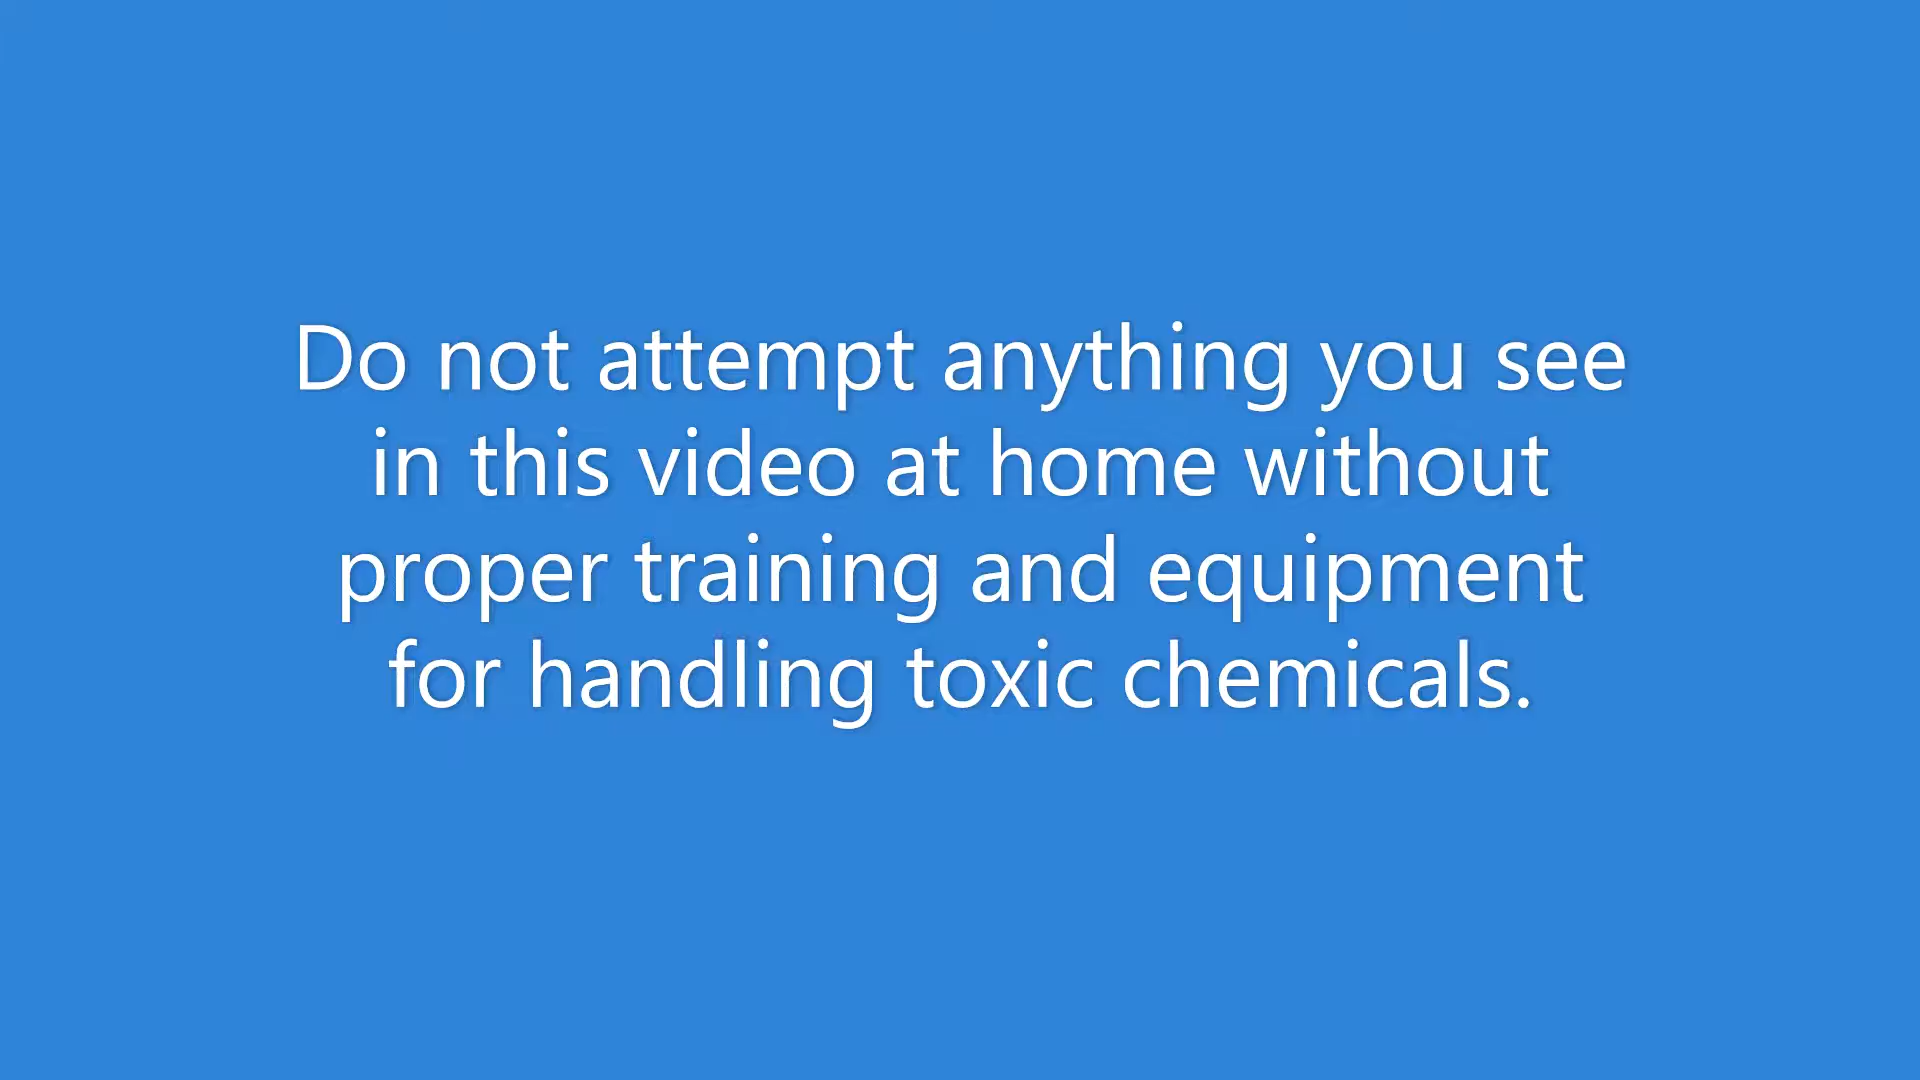 Do not attempt anything you see
in this video at home without
proper training and equipment
for handling toxic chemicals.